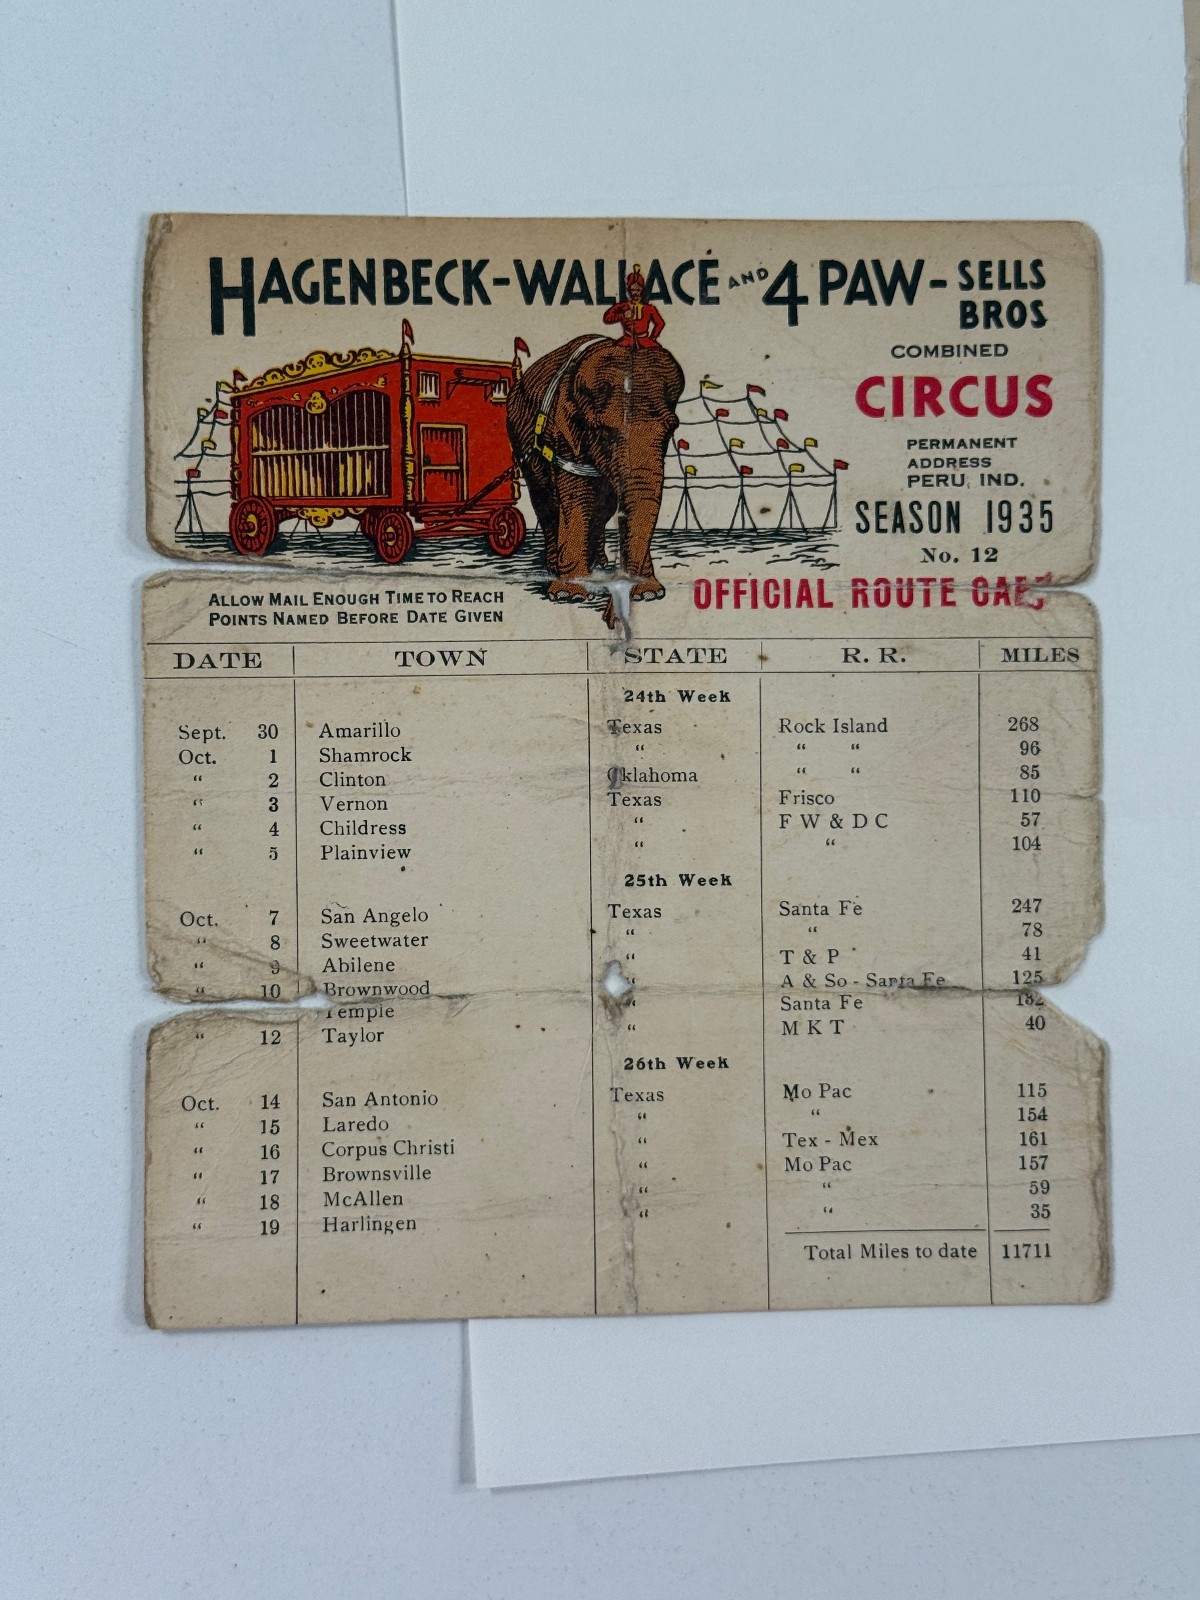 HAGENBECK-WALLACE AND 4 PAW-SELLS BROS
COMBINED
CIRCUS
PERMANENT
ADDRESS
PERU, IND.
SEASON 1935
No. 12
OFFICIAL ROUTE CARD
ALLOW MAIL ENOUGH TIME TO REACH
POINTS NAMED BEFORE DATE GIVEN
DATE TOWN STATE R. R. MILES
24th Week
Sept. 30 Amarillo Texas Rock Island 268
Oct. 1 Shamrock “ “ “ 96
“ 2 Clinton Oklahoma “ “ 85
“ 3 Vernon Texas Frisco 110
“ 4 Childress “ F W & D C 57
“ 5 Plainview “ “ 104
25th Week
Oct. 7 San Angelo Texas Santa Fe 247
“ 8 Sweetwater “ “ 78
“ 9 Abilene “ T & P 41
“ 10 Brownwood “ A & So - Santa Fe 125
Temple “ Santa Fe 182
“ 12 Taylor “ M K T 40
26th Week
Oct. 14 San Antonio Texas Mo Pac 115
“ 15 Laredo “ “ 154
“ 16 Corpus Christi “ Tex - Mex 161
“ 17 Brownsville “ Mo Pac 157
“ 18 McAllen “ “ 59
“ 19 Harlingen “ “ 35
Total Miles to date 11711